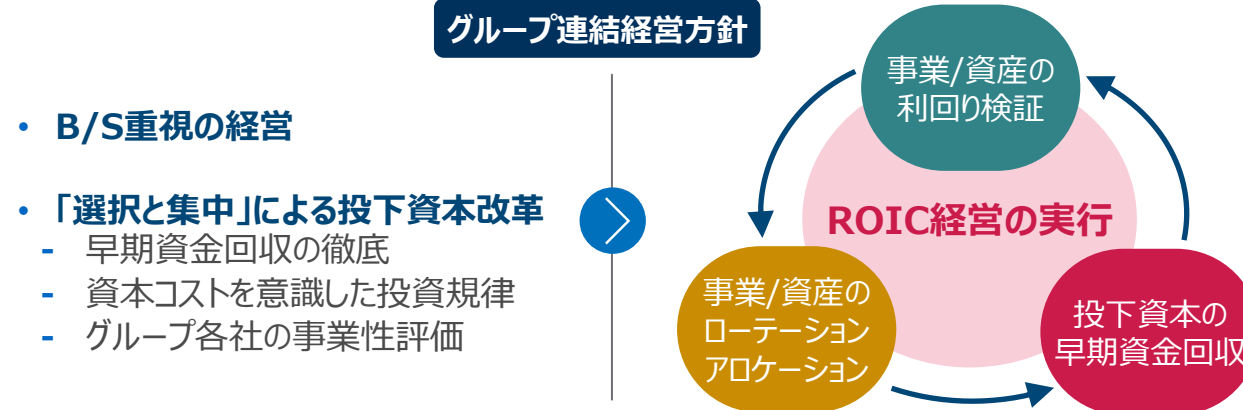 グループ連結経営方針
• B/S重視の経営
• 「選択と集中」による投下資本改革
- 早期資金回収の徹底
- 資本コストを意識した投資規律
- グループ各社の事業性評価
事業/資産の
利回り検証
ROIC経営の実行
事業/資産の
ローテーション
アロケーション
投下資本の
早期資金回収